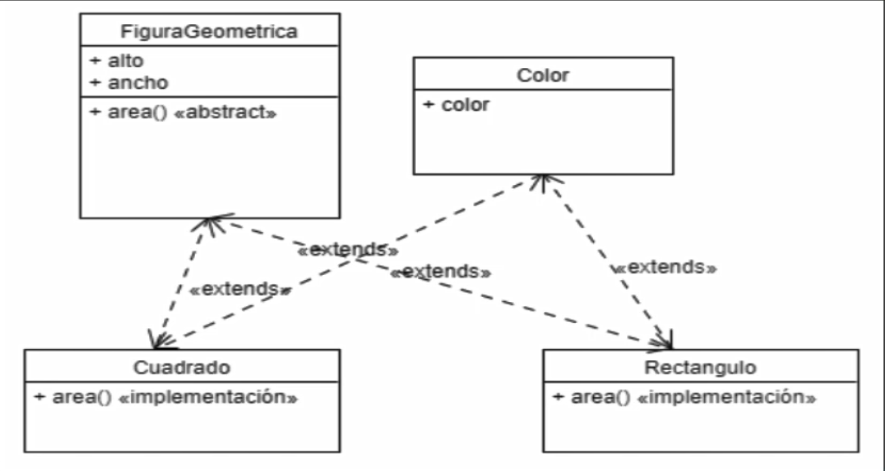 FiguraGeometrica
+ alto
+ ancho
+ area() «abstract»
Color
+ color
«extends»
«extends»
«extends»
«extends»
Cuadrado
+ area() «implementación»
Rectangulo
+ area() «implementación»